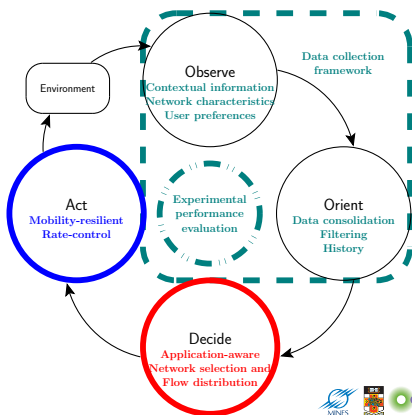 Observe
Contextual information
Network characteristics
User preferences
Data collection
framework
Environment
Act
Mobility-resilient
Rate-control
Experimental
performance
evaluation
Orient
Data consolidation
Filtering
History
Decide
Application-aware
Network selection and
Flow distribution
MINES